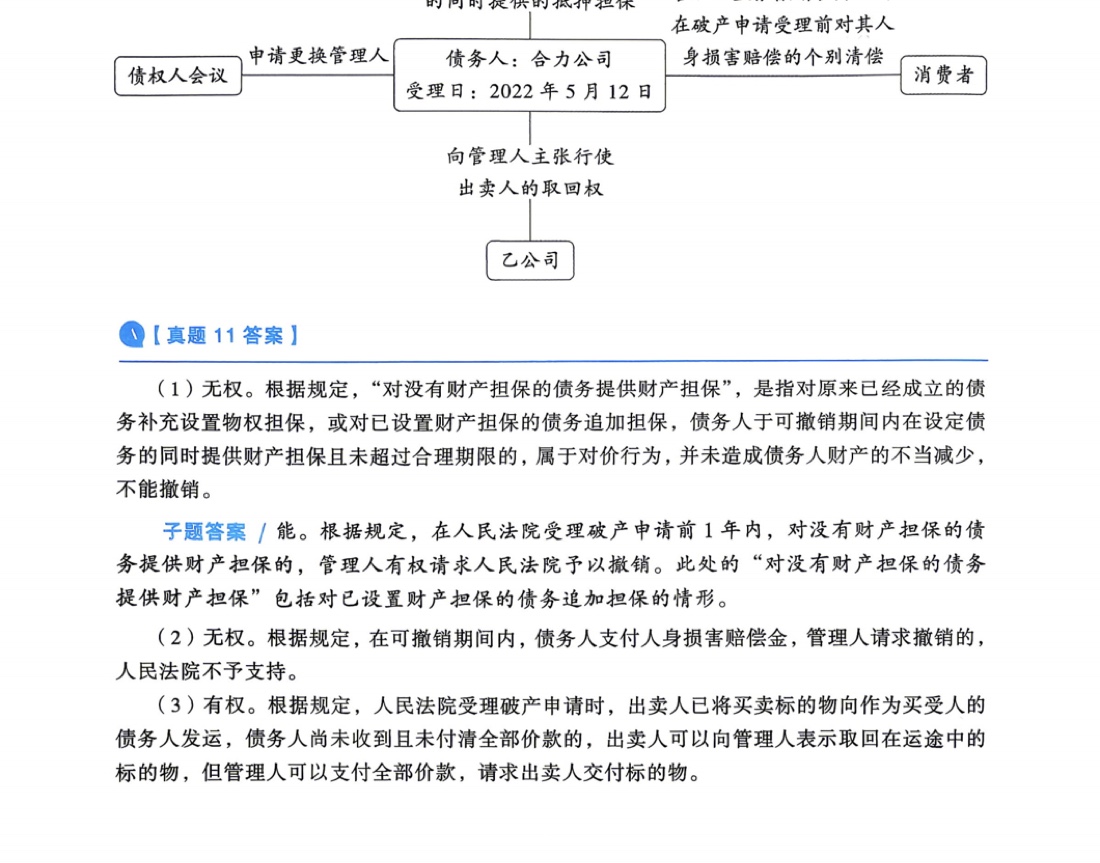 的同时提供的抵押担保
在破产申请受理前对其人
身损害赔偿的个别清偿
申请更换管理人
债权人会议
债务人：合力公司
受理日：2022 年 5 月 12 日
消费者
向管理人主张行使
出卖人的取回权
乙公司
【真题 11 答案】
（1）无权。根据规定，“对没有财产担保的债务提供财产担保”，是指对原来已经成立的债
务补充设置物权担保，或对已设置财产担保的债务追加担保，债务人于可撤销期间内在设定债
务的同时提供财产担保且未超过合理期限的，属于对价行为，并未造成债务人财产的不当减少，
不能撤销。
子题答案 / 能。根据规定，在人民法院受理破产申请前 1 年内，对没有财产担保的债
务提供财产担保的，管理人有权请求人民法院予以撤销。此处的“对没有财产担保的债务
提供财产担保”包括对已设置财产担保的债务追加担保的情形。
（2）无权。根据规定，在可撤销期间内，债务人支付人身损害赔偿金，管理人请求撤销的，
人民法院不予支持。
（3）有权。根据规定，人民法院受理破产申请时，出卖人已将买卖标的物向作为买受人的
债务人发运，债务人尚未收到且未付清全部价款的，出卖人可以向管理人表示取回在运途中的
标的物，但管理人可以支付全部价款，请求出卖人交付标的物。